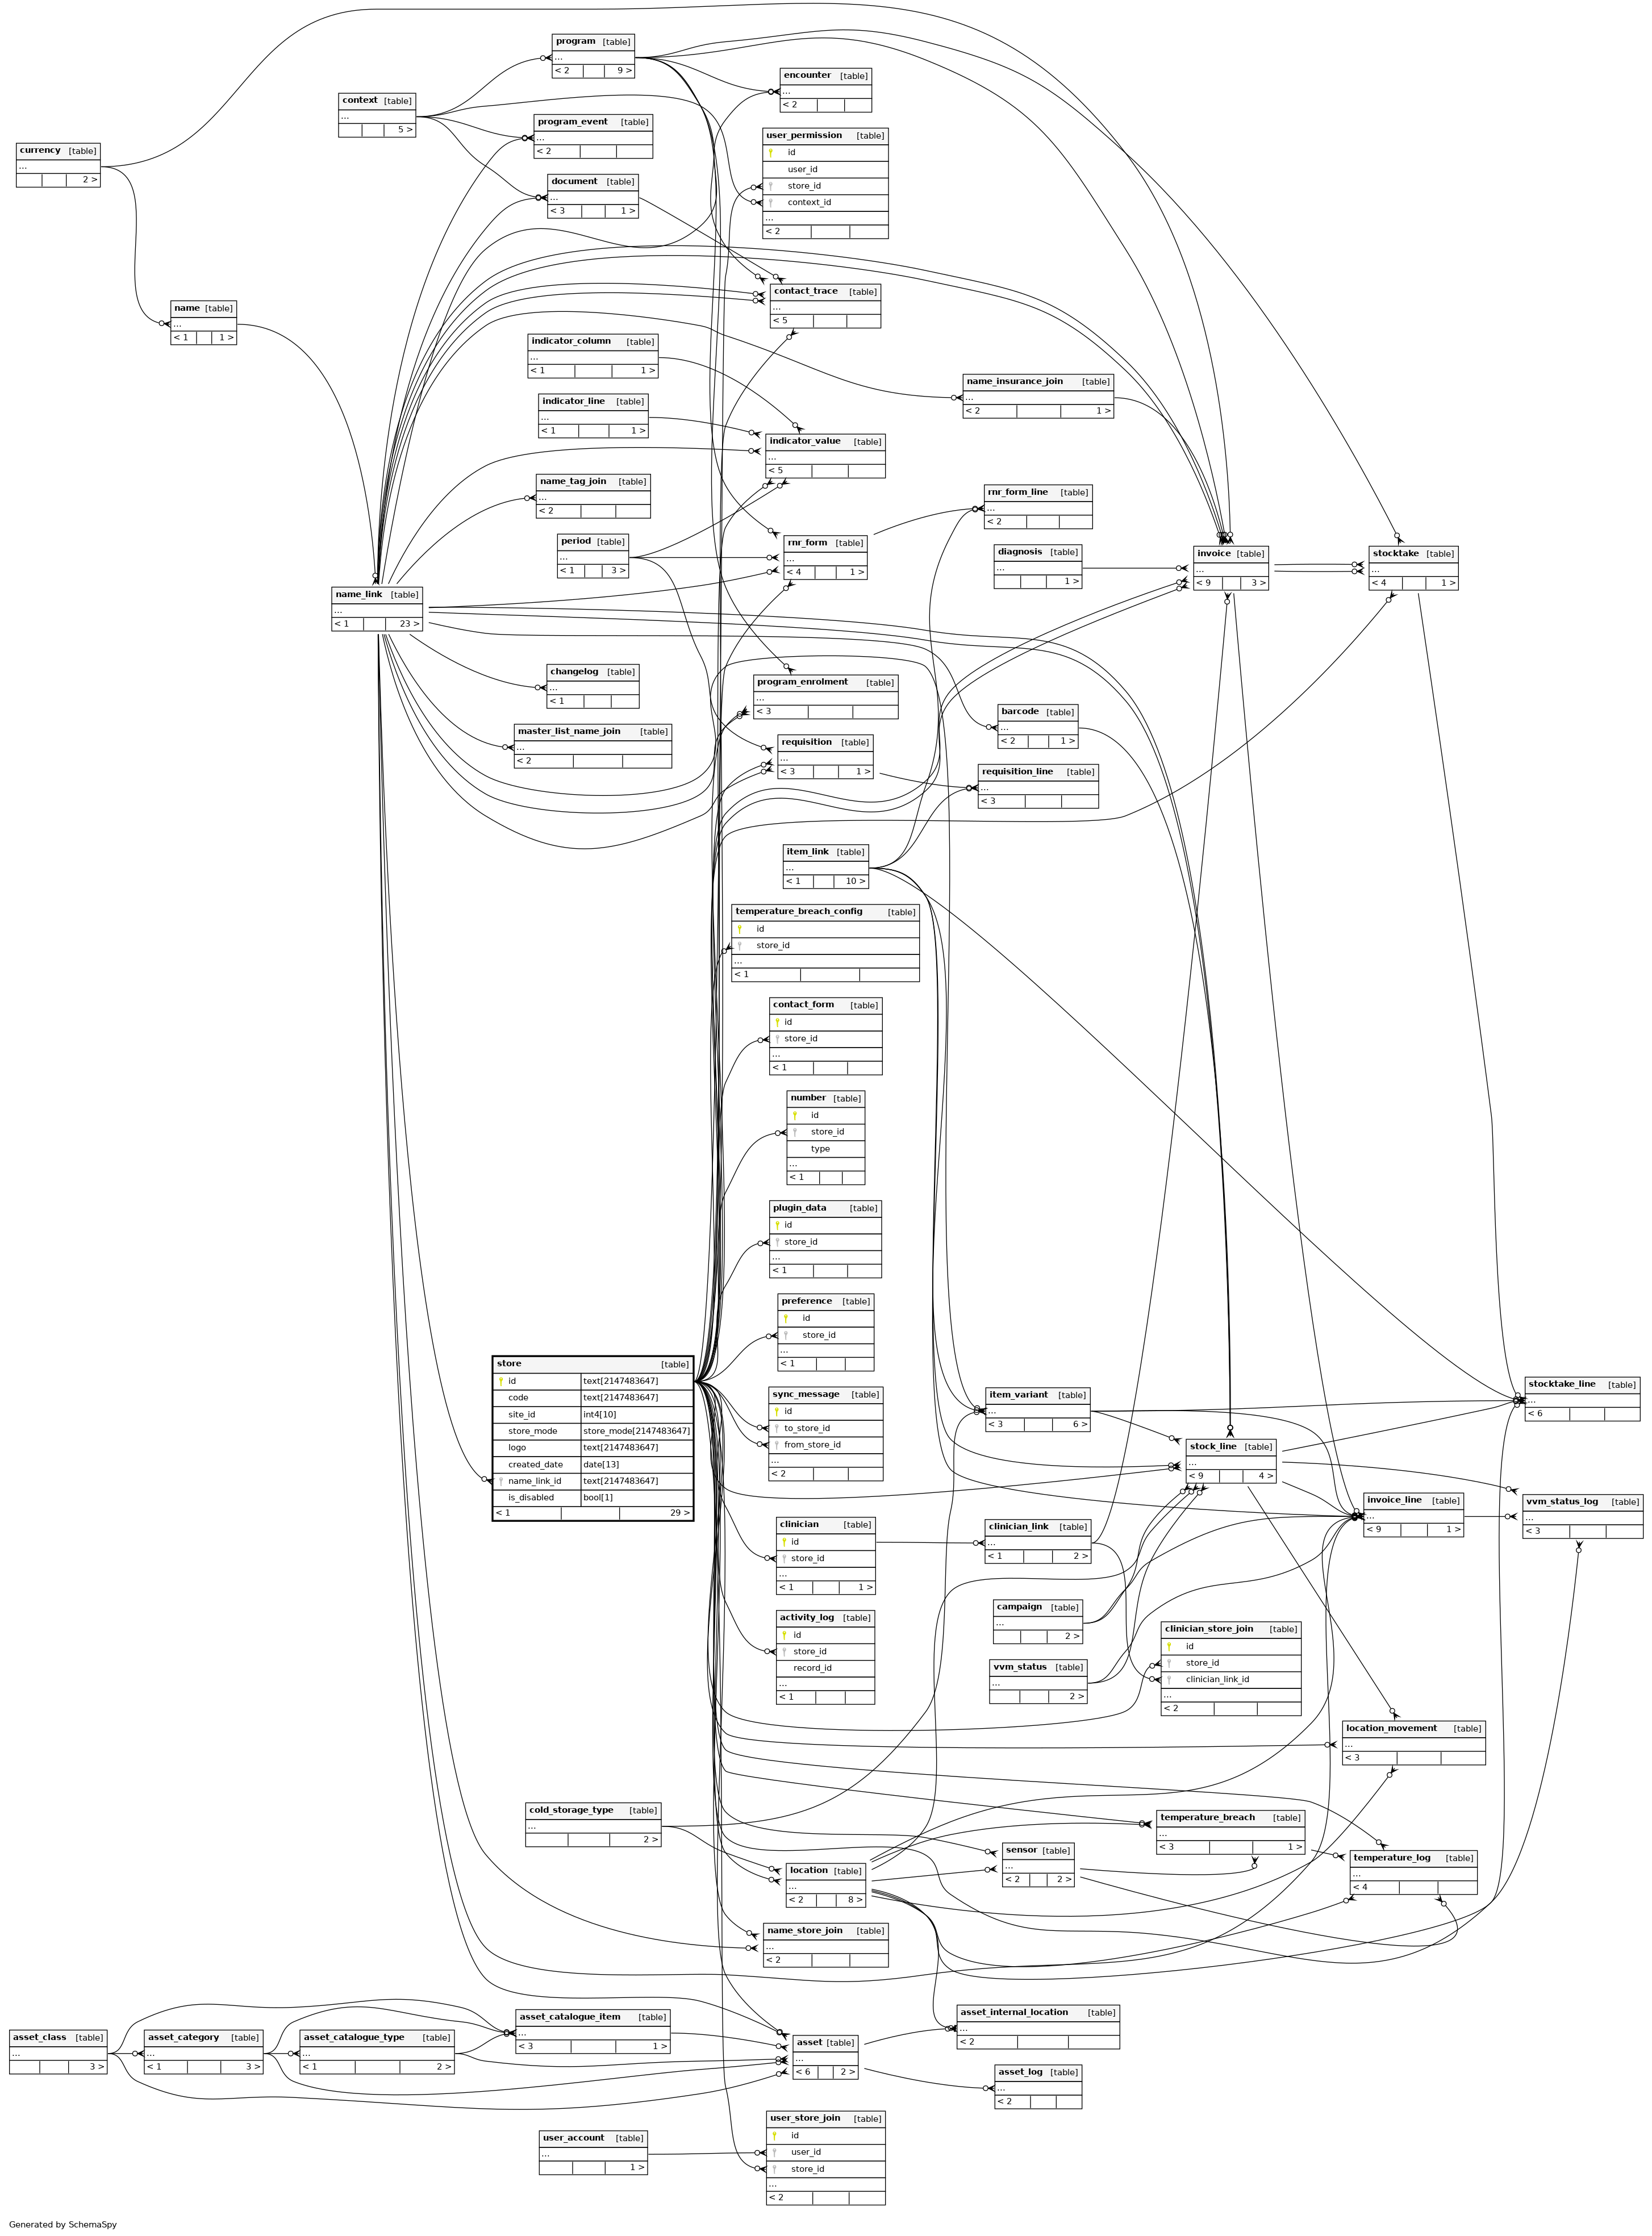 program [table]
...
< 2 9 >
encounter [table]
...
< 2
context [table]
...
5 >
program_event [table]
...
< 2
user_permission [table]
id
user_id
store_id
context_id
...
< 2
currency [table]
...
2 >
document [table]
...
< 3 1 >
contact_trace [table]
...
< 5
name [table]
...
< 1 1 >
indicator_column [table]
...
< 1 1 >
name_insurance_join [table]
...
< 2 1 >
indicator_line [table]
...
< 1 1 >
indicator_value [table]
...
< 5
name_tag_join [table]
...
< 2
rnr_form_line [table]
...
< 2
period [table]
...
< 1 3 >
rnr_form [table]
...
< 4 1 >
diagnosis [table]
...
1 >
invoice [table]
...
< 9 3 >
stocktake [table]
...
< 4 1 >
name_link [table]
...
< 1 23 >
changelog [table]
...
< 1
program_enrolment [table]
...
< 3
barcode [table]
...
< 2 1 >
master_list_name_join [table]
...
< 2
requisition [table]
...
< 3 1 >
requisition_line [table]
...
< 3
item_link [table]
...
< 1 10 >
temperature_breach_config [table]
id
store_id
...
< 1
contact_form [table]
id
store_id
...
< 1
number [table]
id
store_id
type
...
< 1
plugin_data [table]
id
store_id
...
< 1
preference [table]
id
store_id
...
< 1
store [table]
id text[2147483647]
code text[2147483647]
site_id int4[10]
store_mode store_mode[2147483647]
logo text[2147483647]
created_date date[13]
name_link_id text[2147483647]
is_disabled bool[1]
< 1 29 >
sync_message [table]
id
to_store_id
from_store_id
...
< 2
item_variant [table]
...
< 3 6 >
stocktake_line [table]
...
< 6
stock_line [table]
...
< 9 4 >
invoice_line [table]
...
< 9 1 >
vvm_status_log [table]
...
< 3
clinician [table]
id
store_id
...
< 1 1 >
clinician_link [table]
...
< 1 2 >
activity_log [table]
id
store_id
record_id
...
< 1
campaign [table]
...
2 >
clinician_store_join [table]
id
store_id
clinician_link_id
...
< 2
vvm_status [table]
...
2 >
location_movement [table]
...
< 3
cold_storage_type [table]
...
2 >
temperature_breach [table]
...
< 3 1 >
location [table]
...
< 2 8 >
sensor [table]
...
< 2 2 >
temperature_log [table]
...
< 4
name_store_join [table]
...
< 2
asset_class [table]
...
3 >
asset_category [table]
...
< 1 3 >
asset_catalogue_type [table]
...
< 1 2 >
asset_catalogue_item [table]
...
< 3 1 >
asset [table]
...
< 6 2 >
asset_internal_location [table]
...
< 2
asset_log [table]
...
< 2
user_account [table]
...
1 >
user_store_join [table]
id
user_id
store_id
...
< 2
Generated by SchemaSpy